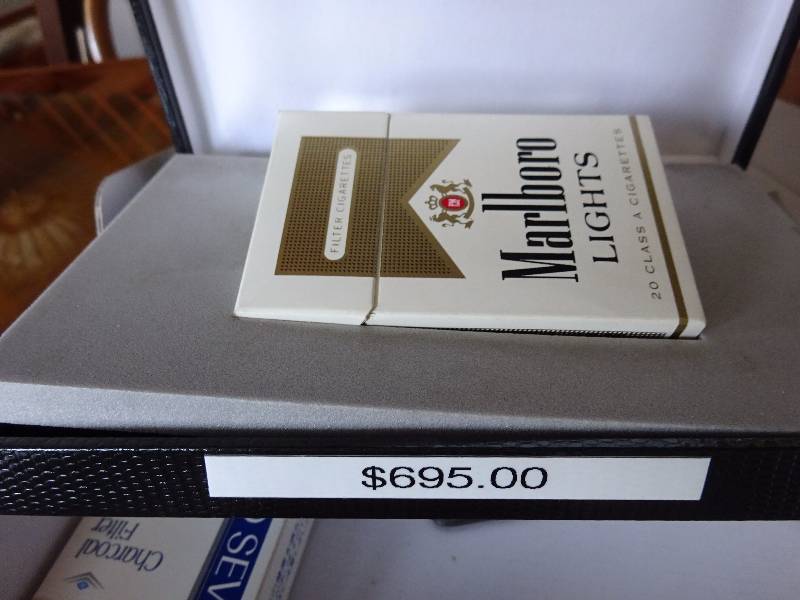 FILTER CIGARETTES
Marlboro
LIGHTS
20 CLASS A CIGARETTES
$695.00
Charcoal
Filter
SEV